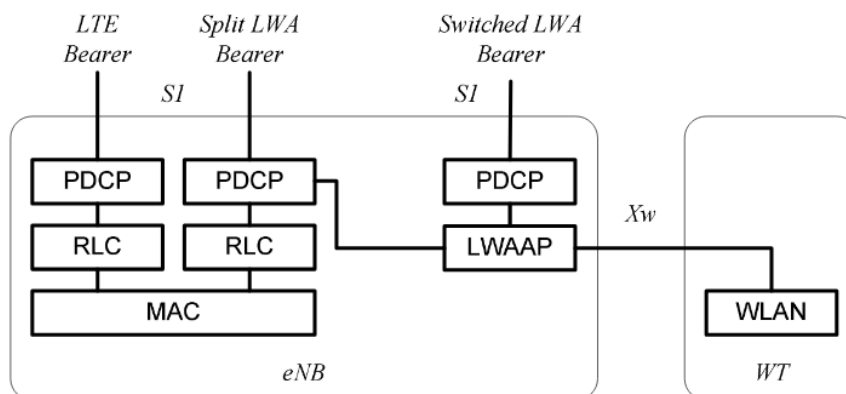 LTE Split LWA Switched LWA
Bearer Bearer Bearer
S1 S1
PDCP PDCP PDCP
RLC RLC LWAAP Xw
MAC WLAN
eNB WT